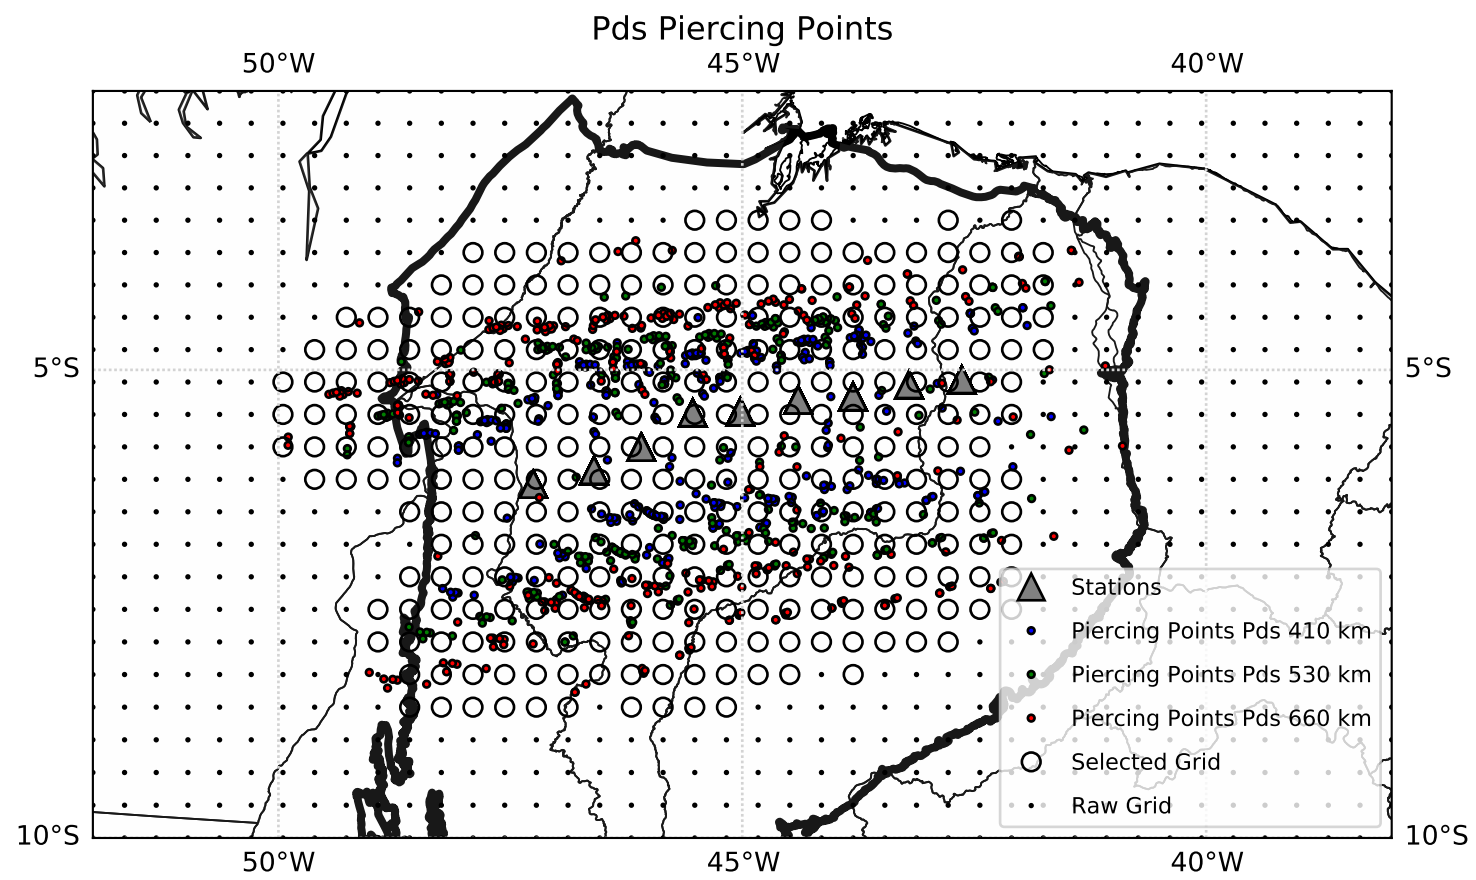 Pds Piercing Points
50°W 45°W 40°W
5°S 5°S
Stations
Piercing Points Pds 410 km
Piercing Points Pds 530 km
Piercing Points Pds 660 km
Selected Grid
Raw Grid
10°S 10°S
50°W 45°W 40°W